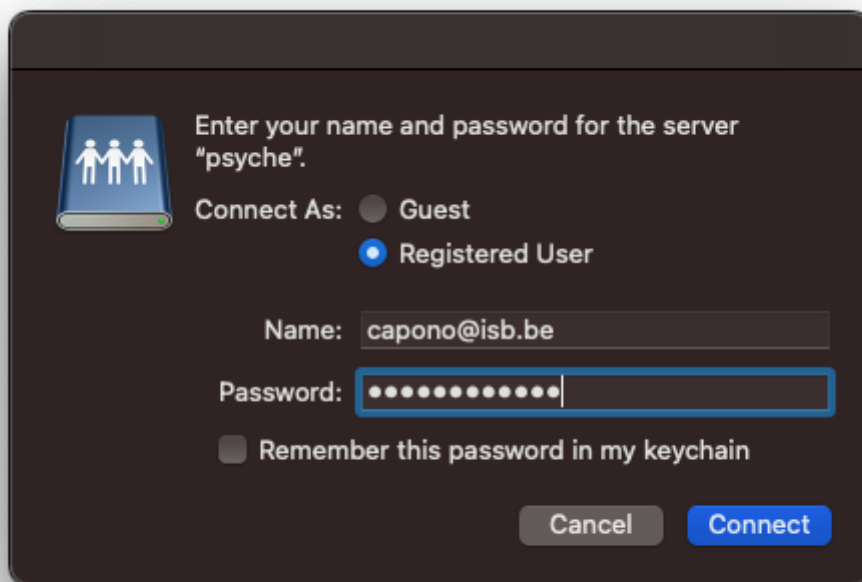 Enter your name and password for the server
“psyche”.
Connect As: Guest
Registered User
Name: capono@isb.be
Password: ••••••••••••
Remember this password in my keychain
Cancel Connect